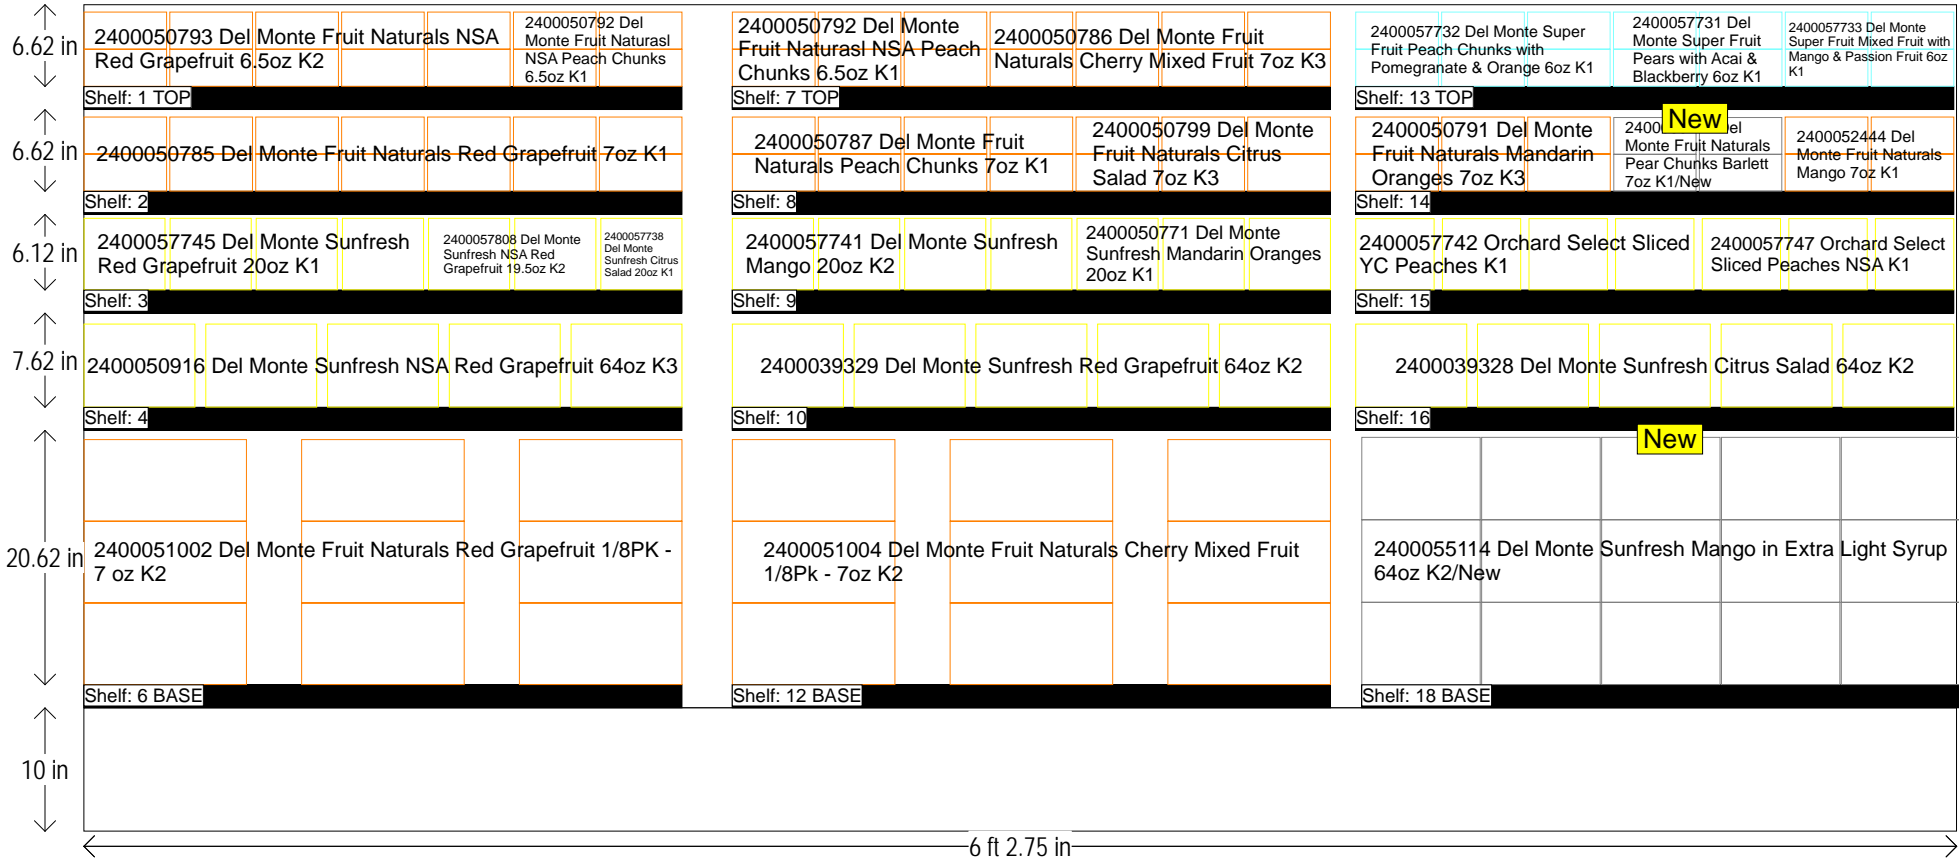 6.62 in
2400050793 Del Monte Fruit Naturals NSA
Red Grapefruit 6.5oz K2
2400050792 Del
Monte Fruit Naturasl
NSA Peach Chunks
6.5oz K1
Shelf: 1 TOP
2400050792 Del Monte
Fruit Naturasl NSA Peach
Chunks 6.5oz K1
2400050786 Del Monte Fruit
Naturals Cherry Mixed Fruit 7oz K3
Shelf: 7 TOP
2400057732 Del Monte Super
Fruit Peach Chunks with
Pomegranate & Orange 6oz K1
2400057731 Del
Monte Super Fruit
Pears with Acai &
Blackberry 6oz K1
2400057733 Del Monte
Super Fruit Mixed Fruit with
Mango & Passion Fruit 6oz
K1
Shelf: 13 TOP
6.62 in
2400050785 Del Monte Fruit Naturals Red Grapefruit 7oz K1
Shelf: 2
2400050787 Del Monte Fruit
Naturals Peach Chunks 7oz K1
2400050799 Del Monte
Fruit Naturals Citrus
Salad 7oz K3
Shelf: 8
2400050791 Del Monte
Fruit Naturals Mandarin
Oranges 7oz K3
New
Monte Fruit Naturals
Pear Chunks Barlett
7oz K1/New
2400052444 Del
Monte Fruit Naturals
Mango 7oz K1
Shelf: 14
6.12 in
2400057745 Del Monte Sunfresh
Red Grapefruit 20oz K1
2400057808 Del Monte
Sunfresh NSA Red
Grapefruit 19.5oz K2
2400057738
Del Monte
Sunfresh Citrus
Salad 20oz K1
Shelf: 3
2400057741 Del Monte Sunfresh
Mango 20oz K2
2400050771 Del Monte
Sunfresh Mandarin Oranges
20oz K1
Shelf: 9
2400057742 Orchard Select Sliced
YC Peaches K1
2400057747 Orchard Select
Sliced Peaches NSA K1
Shelf: 15
7.62 in
2400050916 Del Monte Sunfresh NSA Red Grapefruit 64oz K3
Shelf: 4
2400039329 Del Monte Sunfresh Red Grapefruit 64oz K2
Shelf: 10
2400039328 Del Monte Sunfresh Citrus Salad 64oz K2
Shelf: 16
20.62 in
2400051002 Del Monte Fruit Naturals Red Grapefruit 1/8PK -
7 oz K2
Shelf: 6 BASE
2400051004 Del Monte Fruit Naturals Cherry Mixed Fruit
1/8Pk - 7oz K2
Shelf: 12 BASE
New
2400055114 Del Monte Sunfresh Mango in Extra Light Syrup
64oz K2/New
Shelf: 18 BASE
10 in
6 ft 2.75 in